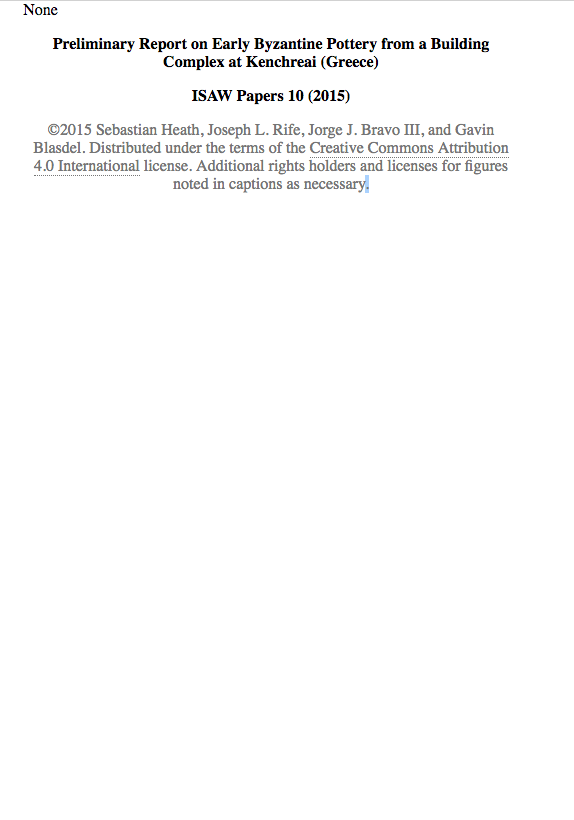 None
Preliminary Report on Early Byzantine Pottery from a Building
Complex at Kenchreai (Greece)
ISAW Papers 10 (2015)
©2015 Sebastian Heath, Joseph L. Rife, Jorge J. Bravo III, and Gavin
Blasdel. Distributed under the terms of the Creative Commons Attribution
4.0 International license. Additional rights holders and licenses for figures
noted in captions as necessary.